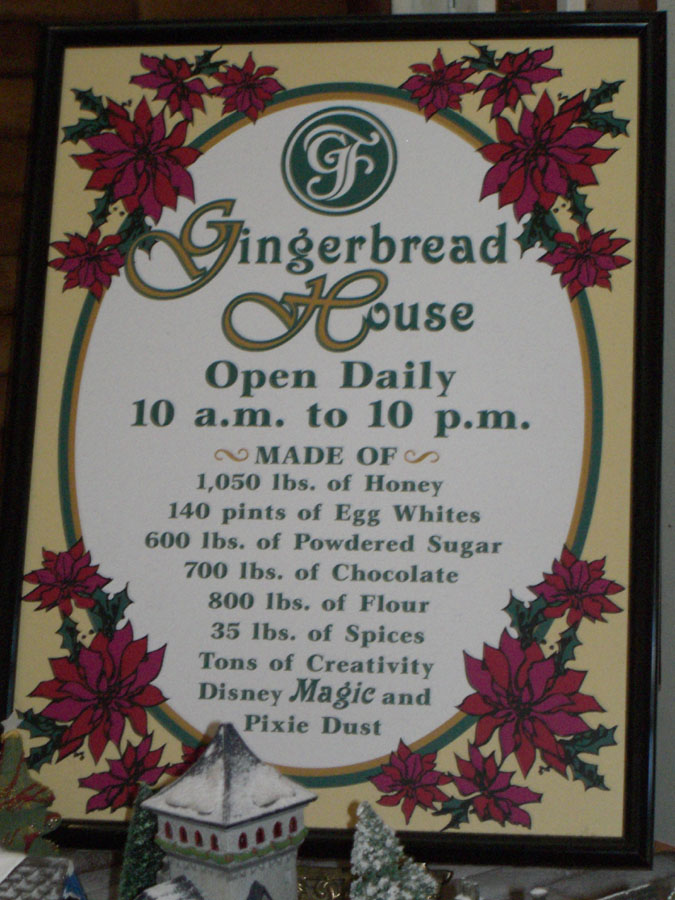 GF
Gingerbread
House
Open Daily
10 a.m. to 10 p.m.
MADE OF
1,050 lbs. of Honey
140 pints of Egg Whites
600 lbs. of Powdered Sugar
700 lbs. of Chocolate
800 lbs. of Flour
35 lbs. of Spices
Tons of Creativity
Disney Magic and
Pixie Dust